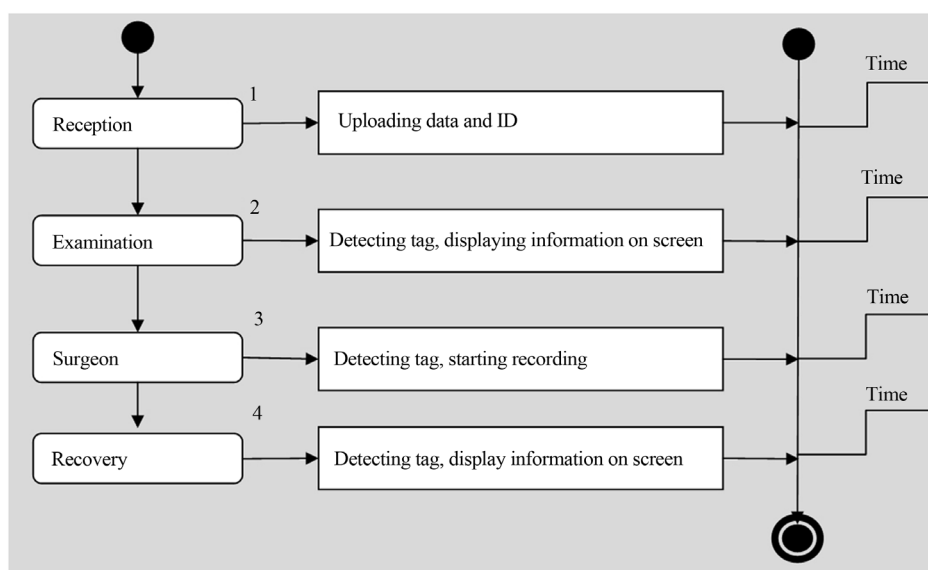 Time
1
Reception
Uploading data and ID
Time
2
Examination
Detecting tag, displaying information on screen
Time
3
Surgeon
Detecting tag, starting recording
Time
4
Recovery
Detecting tag, display information on screen